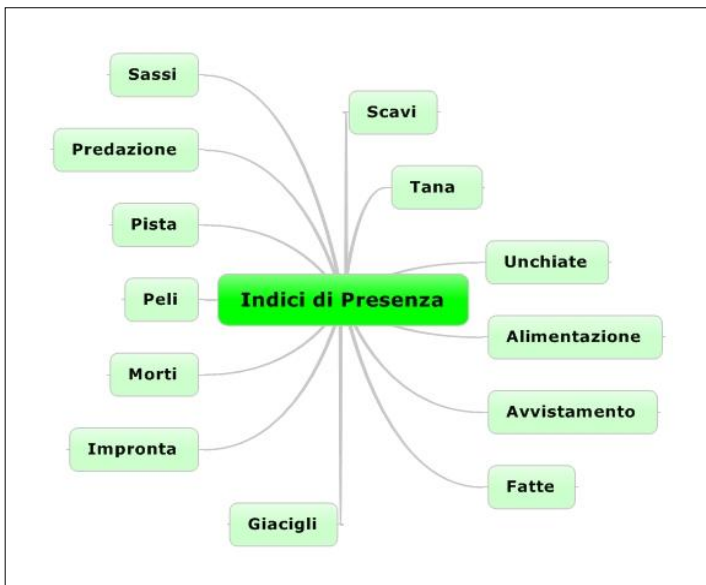 Sassi
Scavi
Predazione
Tana
Pista
Unchiate
Peli
Indici di Presenza
Alimentazione
Morti
Avvistamento
Impronta
Fatte
Giacigli